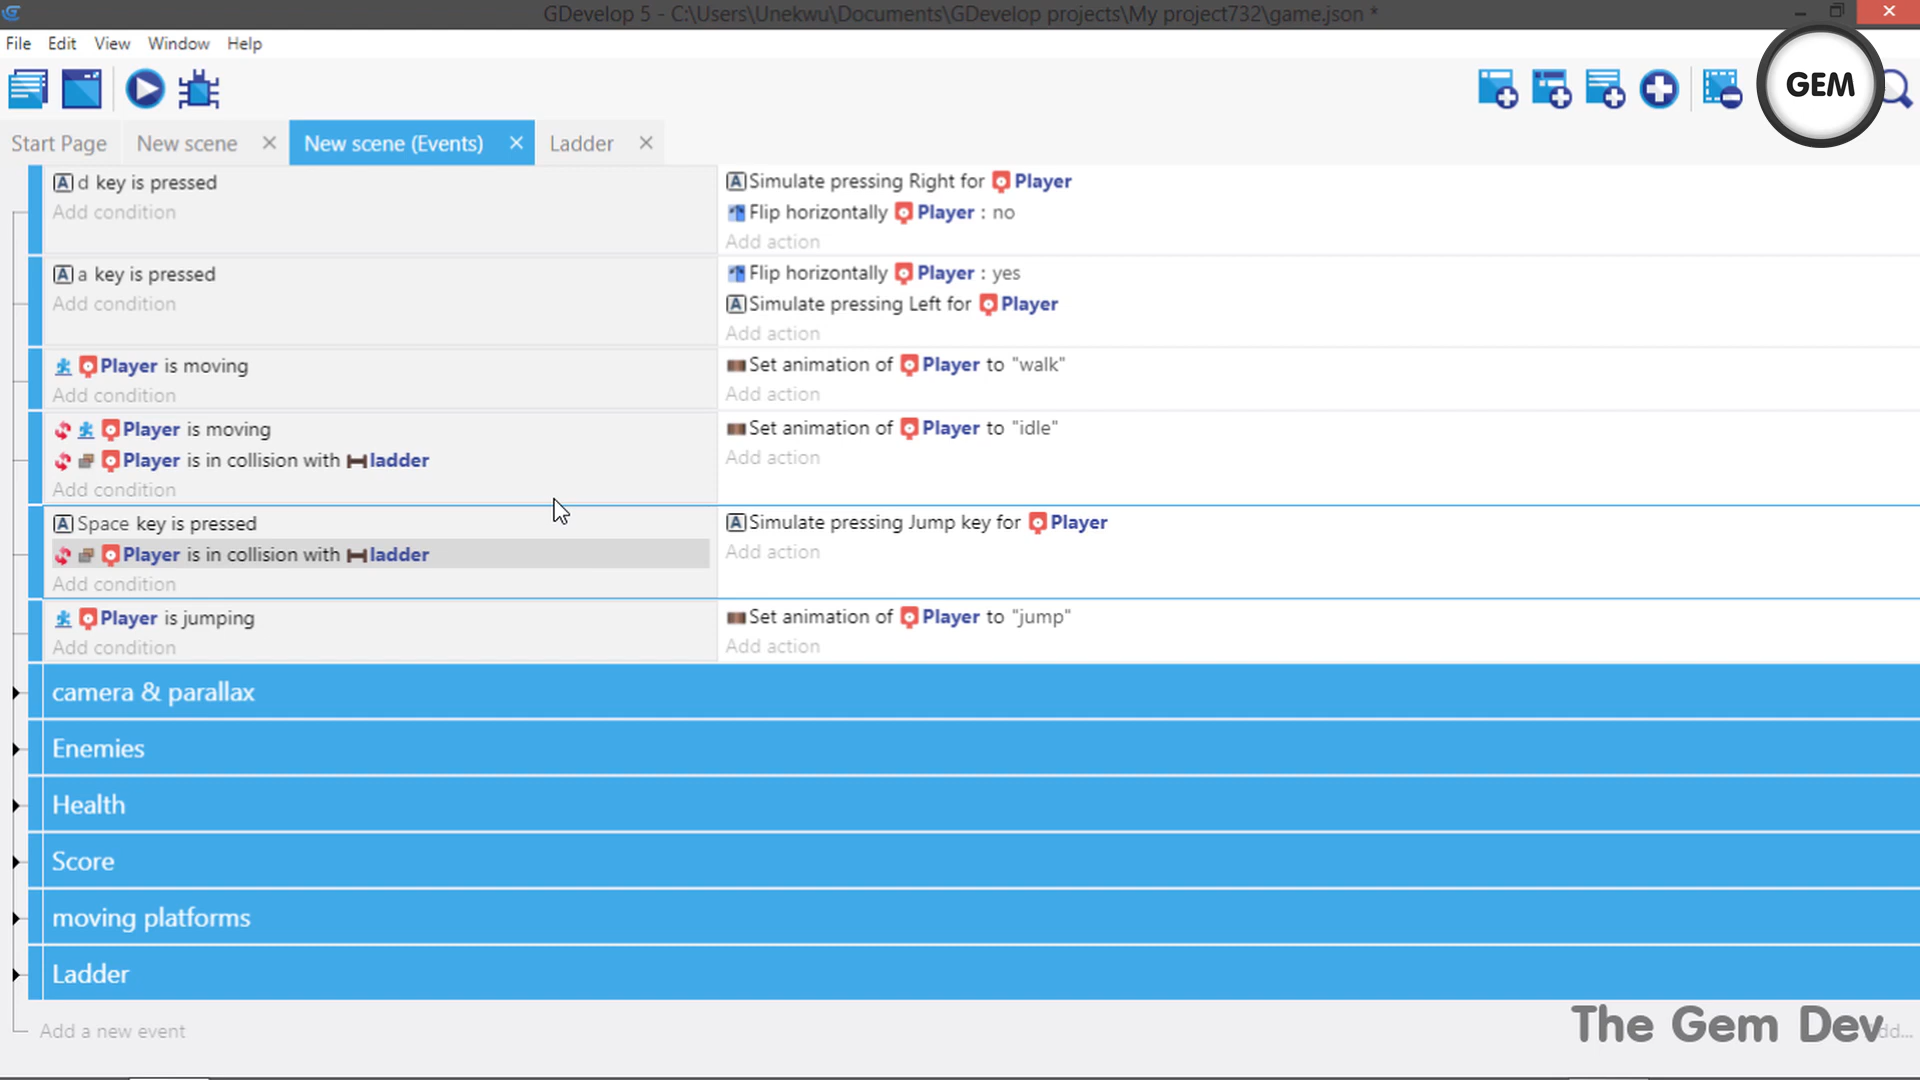 GDevelop 5 - C:\Users\Unekwu\Documents\GDevelop projects\My project732\game.json *
File Edit View Window Help
GEM
Start Page New scene New scene (Events) Ladder
d key is pressed
Simulate pressing Right for Player
Add condition
Flip horizontally Player : no
Add action
a key is pressed
Flip horizontally Player : yes
Add condition
Simulate pressing Left for Player
Add action
Player is moving
Set animation of Player to "walk"
Add condition
Add action
Player is moving
Set animation of Player to "idle"
Player is in collision with ladder
Add action
Add condition
Space key is pressed
Simulate pressing Jump key for Player
Player is in collision with ladder
Add action
Add condition
Player is jumping
Set animation of Player to "jump"
Add condition
Add action
camera & parallax
Enemies
Health
Score
moving platforms
Ladder
Add a new event
The Gem Dev